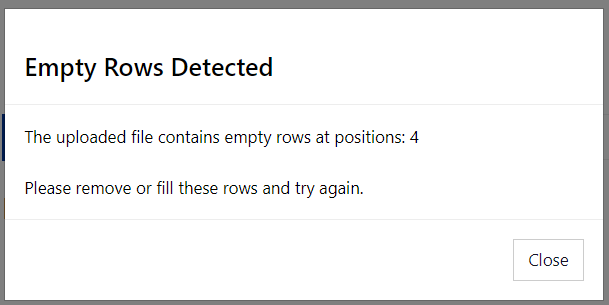 Empty Rows Detected
The uploaded file contains empty rows at positions: 4
Please remove or fill these rows and try again.
Close